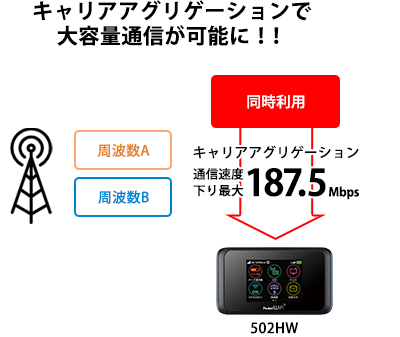 キャリアアグリゲーションで
大容量通信が可能に！！
同時利用
周波数A
周波数B
キャリアアグリゲーション
通信速度
下り最大 187.5 Mbps
Pocket WiFi
502HW